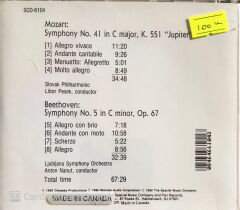 SCD-6104
100K
Mozart:
Symphony No. 41 in C major, K. 551 "Jupiter
1] Allegro vivace 11:20
2] Andante cantabile 9:26
3] Menuetto: Allegretto 5:01
4] Molto allegro 8:49
34:48
Slovak Philharmonic
Libor Pesek, conductor
Beethoven:
Symphony No. 5 in C minor, Op. 67
5] Allegro con brio 7:18
6] Andante con moto 10:58
7] Scherzo 5:22
8] Allegro 8:56
32:39
Lubljana Symphony Orchestra
Anton Nanut, conductor
Total time 67:29
MADE IN CANADA